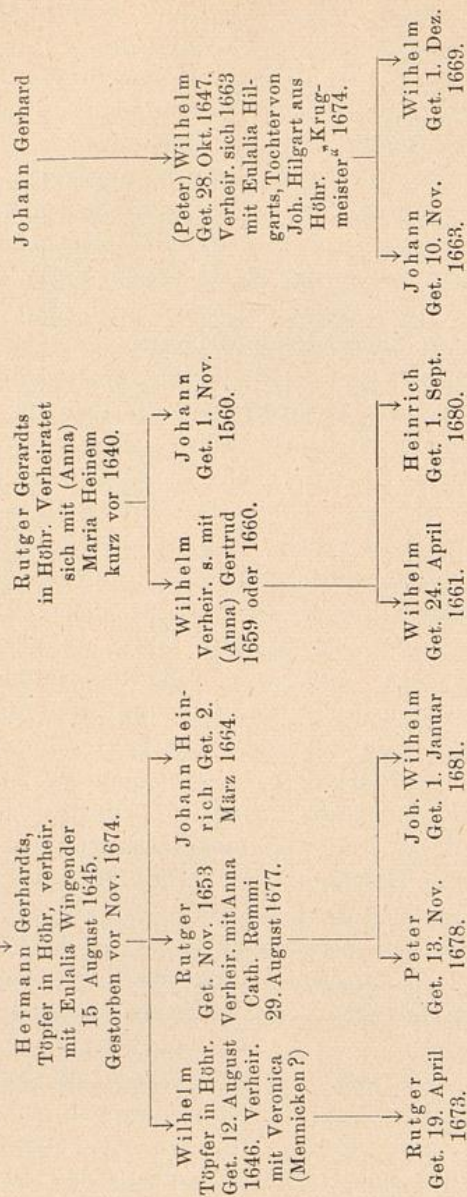 Hermann Gerhardts,
Töpfer in Höhr, verheir.
mit Eulalia Wingender
15 August 1645.
Gestorben vor Nov. 1674.
Rutger Gerardts
in Höhr. Verheiratet
sich mit (Anna)
Maria Heinem
kurz vor 1640.
Johann Gerhard
Wilhelm
Töpfer in Höhr.
Get. 12. August
1646. Verheir.
mit Veronica
(Mennicken?)
Rutger
Get. Nov. 1653
Verheir. mit Anna
Cath. Remmi
29. August 1677.
Johann Hein-
rich Get. 2.
März 1664.
Wilhelm
Verheir. s. mit
(Anna) Gertrud
1659 oder 1660.
Johann
Get. 1. Nov.
1560.
(Peter) Wilhelm
Get. 28. Okt. 1647.
Verheir. sich 1663
mit Eulalia Hil-
garts, Tochter von
Joh. Hilgart aus
Höhr. „Krug-
meister“ 1674.
Rutger
Get. 19. April
1673.
Peter
Get. 13. Nov.
1678.
Joh. Wilhelm
Get. 1. Januar
1681.
Wilhelm
Get. 24. April
1661.
Heinrich
Get. 1. Sept.
1680.
Johann
Get. 10. Nov.
1663.
Wilhelm
Get. 1. Dez.
1669.